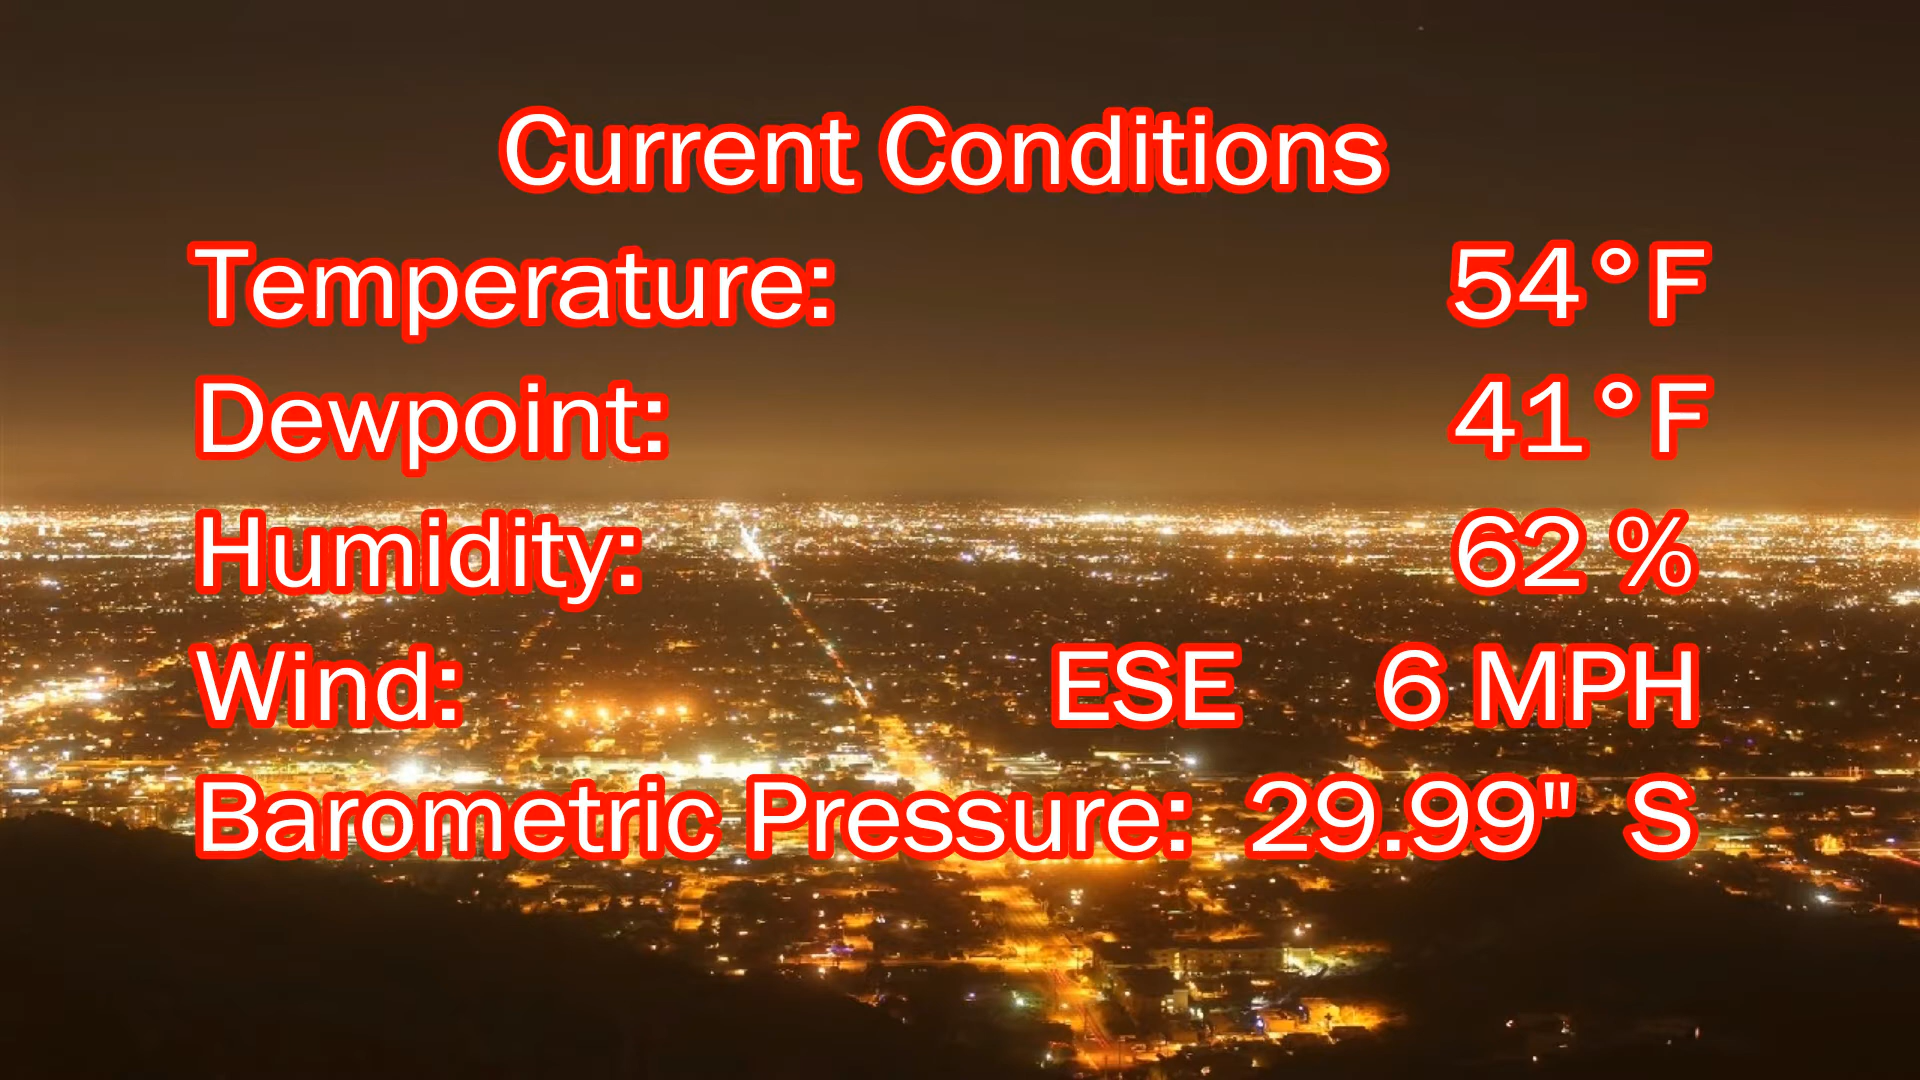 Current Conditions
Temperature: 54°F
Dewpoint: 41°F
Humidity: 62 %
Wind: ESE 6 MPH
Barometric Pressure: 29.99" S